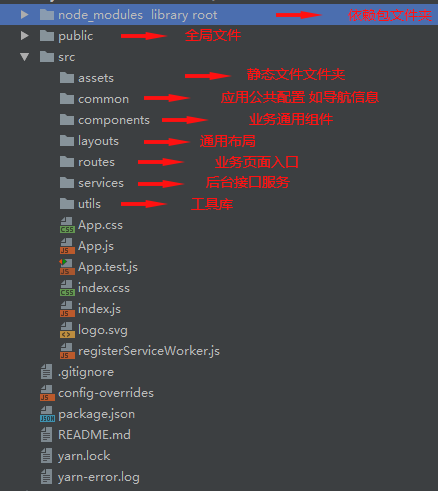 node_modules library root 依赖包文件夹
public 全局文件
src
assets 静态文件文件夹
common 应用公共配置 如导航信息
components 业务通用组件
layouts 通用布局
routes 业务页面入口
services 后台接口服务
utils 工具库
App.css
App.js
App.test.js
index.css
index.js
logo.svg
registerServiceWorker.js
.gitignore
config-overrides
package.json
README.md
yarn.lock
yarn-error.log